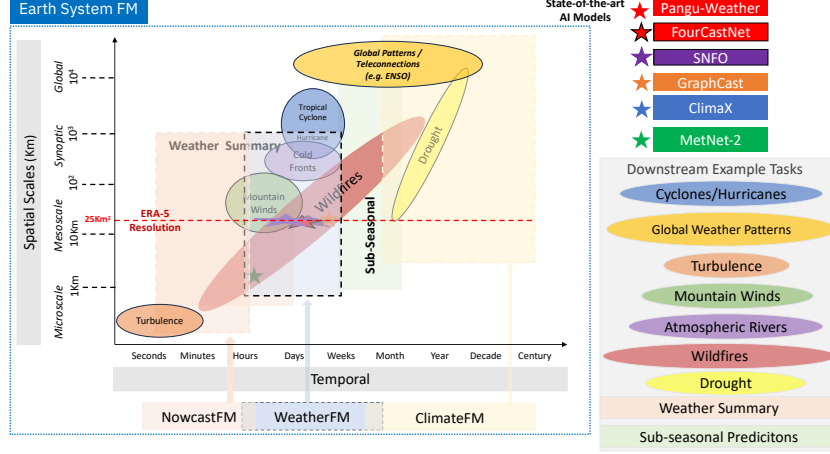 Earth System FM
State-of-the-art
AI Models
Pangu-Weather
FourCastNet
SNFO
GraphCast
ClimaX
MetNet-2
Downstream Example Tasks
Cyclones/Hurricanes
Global Weather Patterns
Turbulence
Mountain Winds
Atmospheric Rivers
Wildfires
Drought
Weather Summary
Sub-seasonal Predicitons
Spatial Scales (Km)
Global
Synoptic
Mesoscale
Microscale
10⁴
10³
10²
25Km²
10Km
1Km
ERA-5
Resolution
Global Patterns /
Teleconnections
(e.g. ENSO)
Tropical
Cyclone
Hurricane
Weather Summary
Cold
Fronts
Mountain
Winds
Wildfires
Drought
Sub-Seasonal
Turbulence
Seconds Minutes Hours Days Weeks Month Year Decade Century
Temporal
NowcastFM WeatherFM ClimateFM